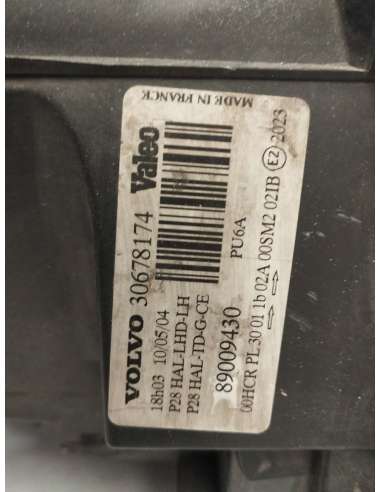 VOLVO 30678174 Valeo
18h03 10/05/04
P28 HAL-LHD-LH
P28 HAL-TD-G-CE
PU6A
MADE IN FRANCE
89009430
00HCR PL 30 01 1b 02A 00SM2 02IB E2 2023